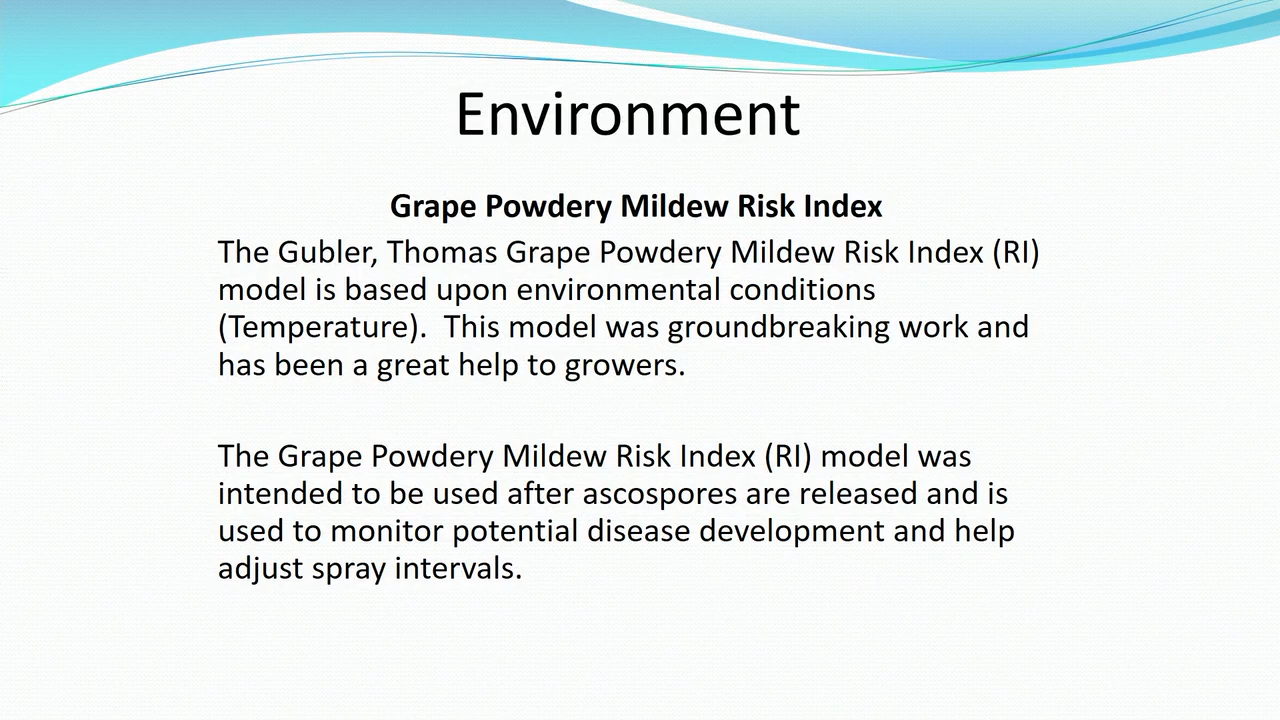 Environment
Grape Powdery Mildew Risk Index
The Gubler, Thomas Grape Powdery Mildew Risk Index (RI)
model is based upon environmental conditions
(Temperature).  This model was groundbreaking work and
has been a great help to growers.
The Grape Powdery Mildew Risk Index (RI) model was
intended to be used after ascospores are released and is
used to monitor potential disease development and help
adjust spray intervals.